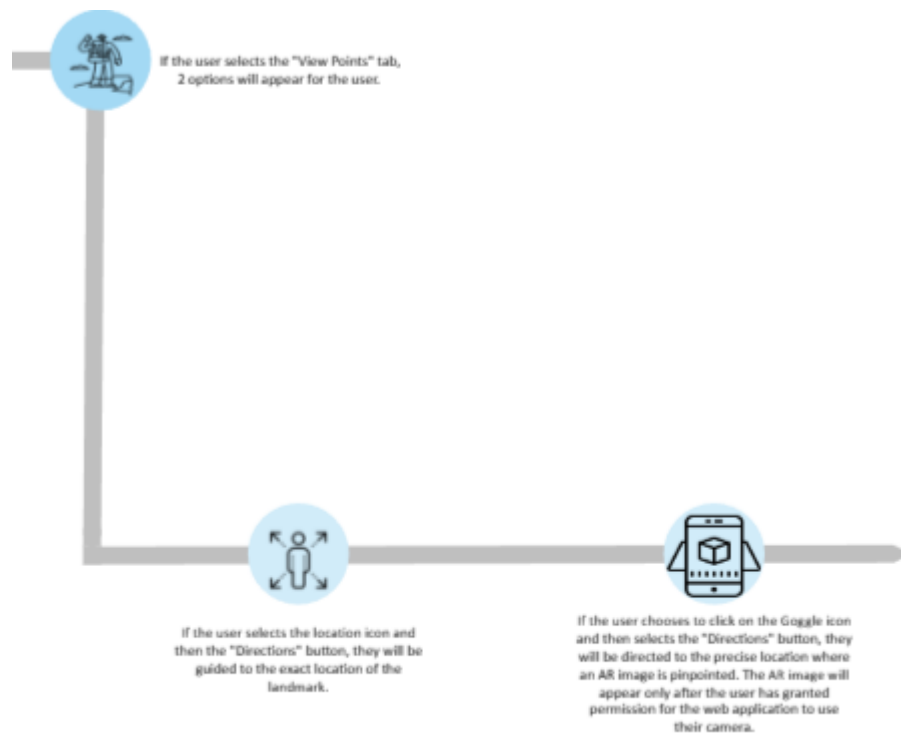 If the user selects the "View Points" tab,
2 options will appear for the user.
If the user selects the location icon and
then the "Directions" button, they will be
guided to the exact location of the
landmark.
If the user chooses to click on the Goggle icon
and then selects the "Directions" button, they
will be directed to the precise location where
an AR image is pinpointed. The AR image will
appear only after the user has granted
permission for the web application to use
their camera.